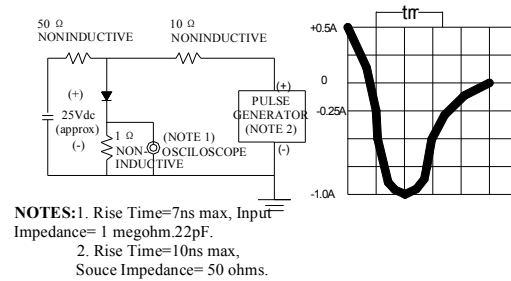 50 Ω
NONINDUCTIVE
10 Ω
NONINDUCTIVE
(+)
25Vdc
(approx)
(-)
1 Ω
NON-
INDUCTIVE
(NOTE 1)
OSCILOSCOPE
(+)
PULSE
GENERATOR
(NOTE 2)
(-)
trr
+0.5A
0
-0.25A
-1.0A
NOTES:1. Rise Time=7ns max, Input
Impedance= 1 megohm.22pF.
2. Rise Time=10ns max,
Souce Impedance= 50 ohms.